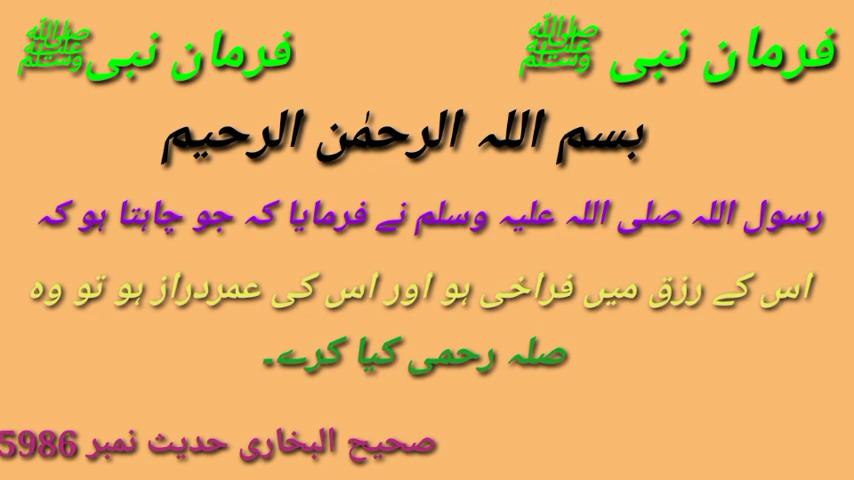 فرمان نبی ﷺ
فرمان نبیﷺ
بسم اللہ الرحمٰن الرحیم
رسول اللہ صلی اللہ علیہ وسلم نے فرمایا کہ جو چاہتا ہو کہ
اس کے رزق میں فراخی ہو اور اس کی عمردراز ہو تو وہ
صلہ رحمی کیا کرے۔
صحیح البخاری حدیث نمبر 5986